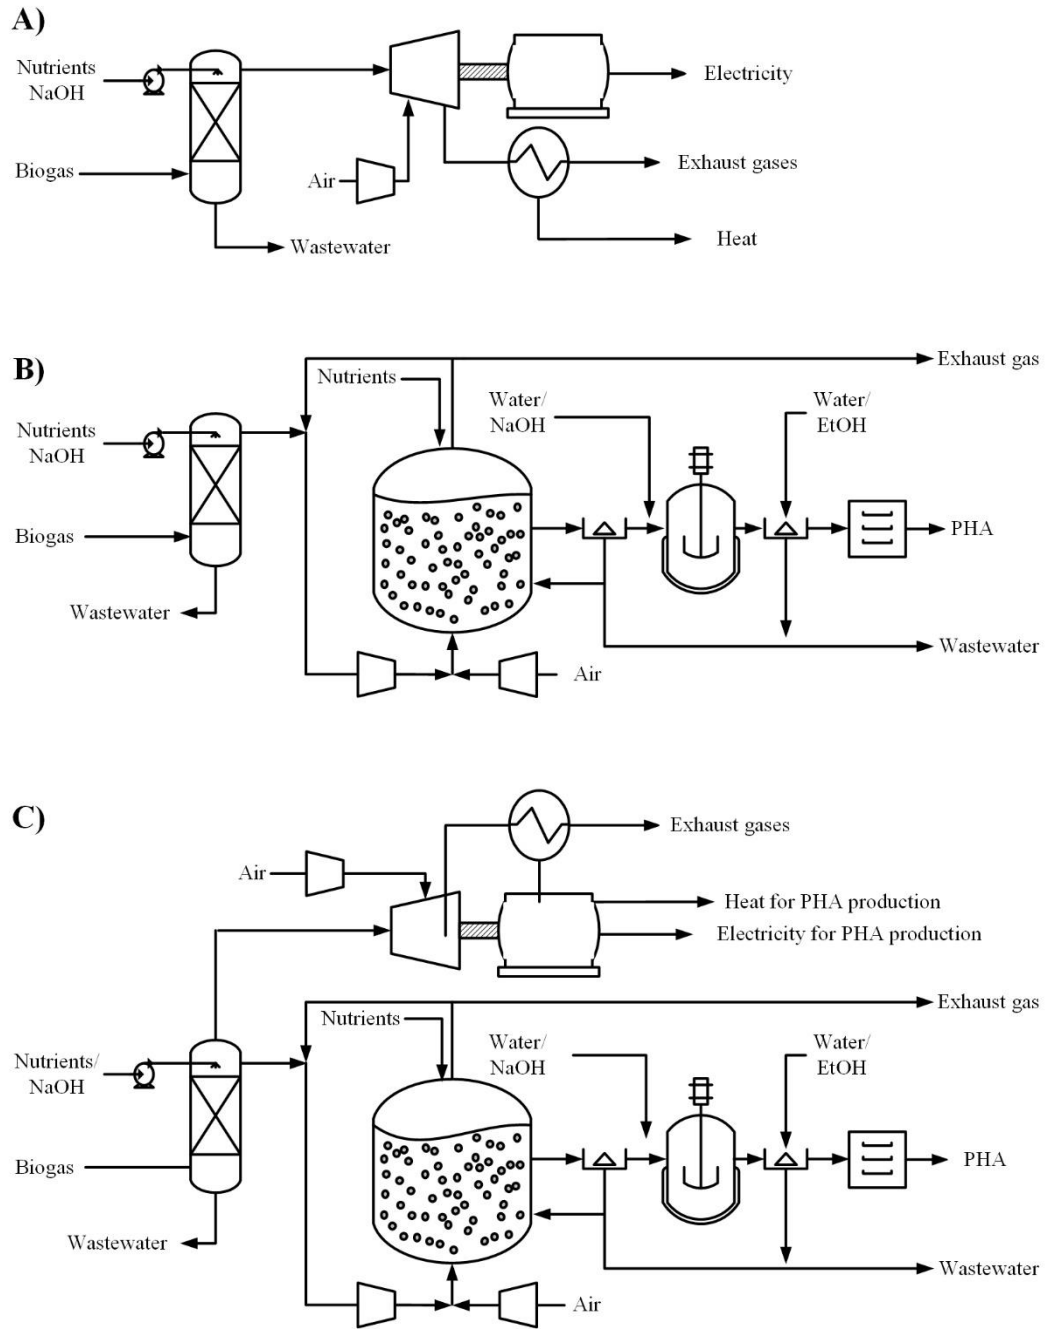 A)
Nutrients
NaOH
Electricity
Biogas
Air
Exhaust gases
Wastewater
Heat
B)
Exhaust gas
Nutrients
Water/
NaOH
Water/
EtOH
Nutrients
NaOH
Biogas
PHA
Wastewater
Wastewater
Air
C)
Exhaust gases
Air
Heat for PHA production
Electricity for PHA production
Exhaust gas
Nutrients
Water/
NaOH
Water/
EtOH
Nutrients/
NaOH
Biogas
PHA
Wastewater
Wastewater
Air